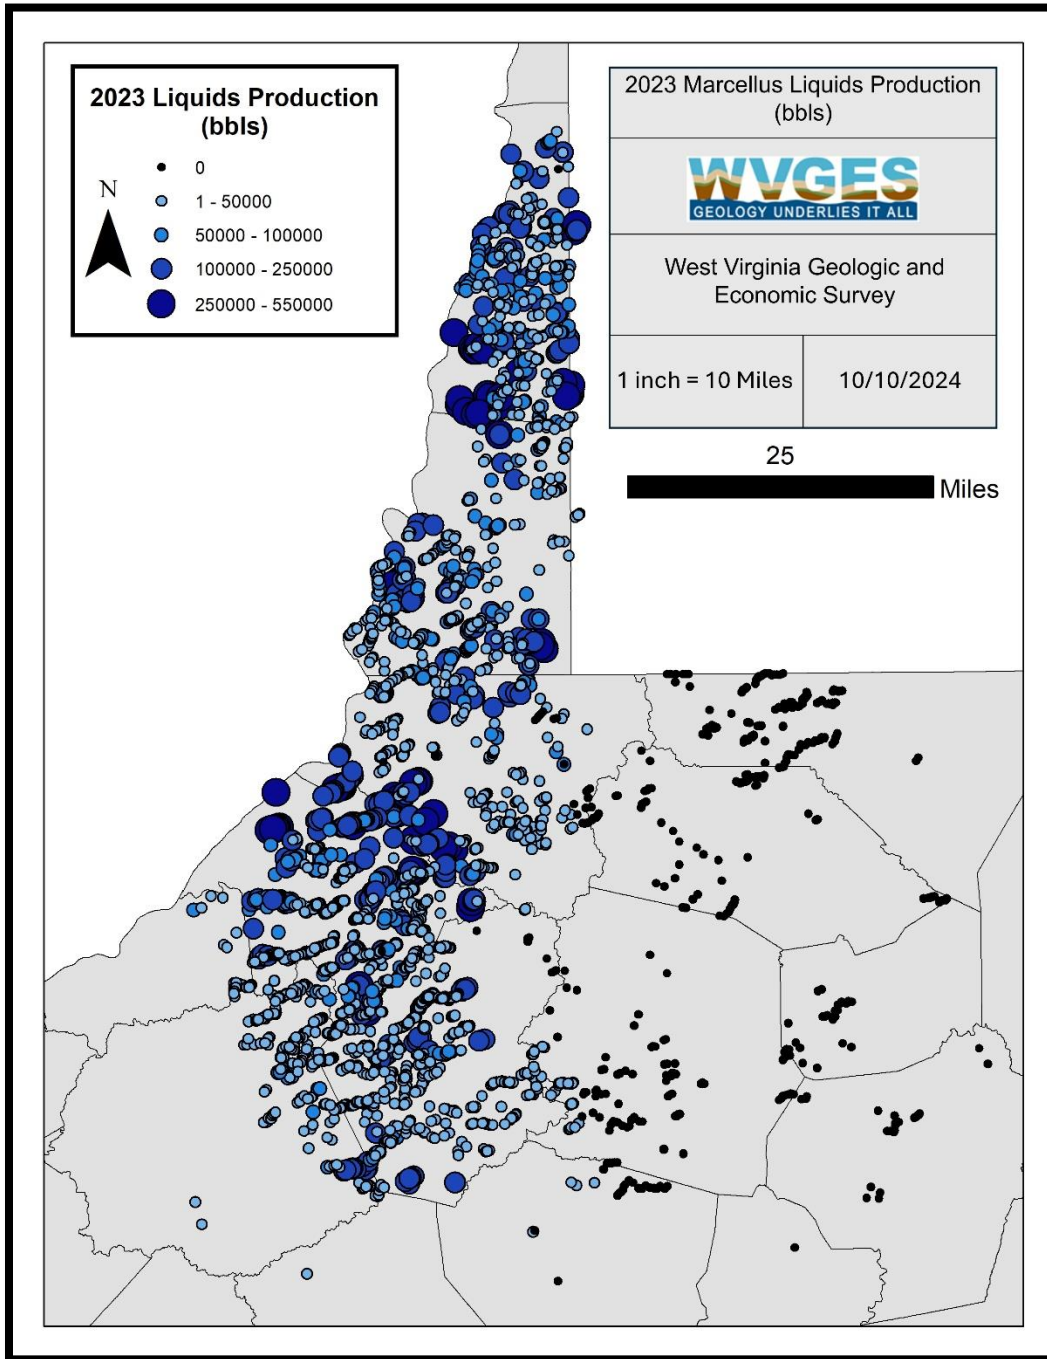 2023 Liquids Production
(bbls)
N
0
1 - 50000
50000 - 100000
100000 - 250000
250000 - 550000
2023 Marcellus Liquids Production
(bbls)
WVGES
GEOLOGY UNDERLIES IT ALL
West Virginia Geologic and
Economic Survey
1 inch = 10 Miles
10/10/2024
25
Miles